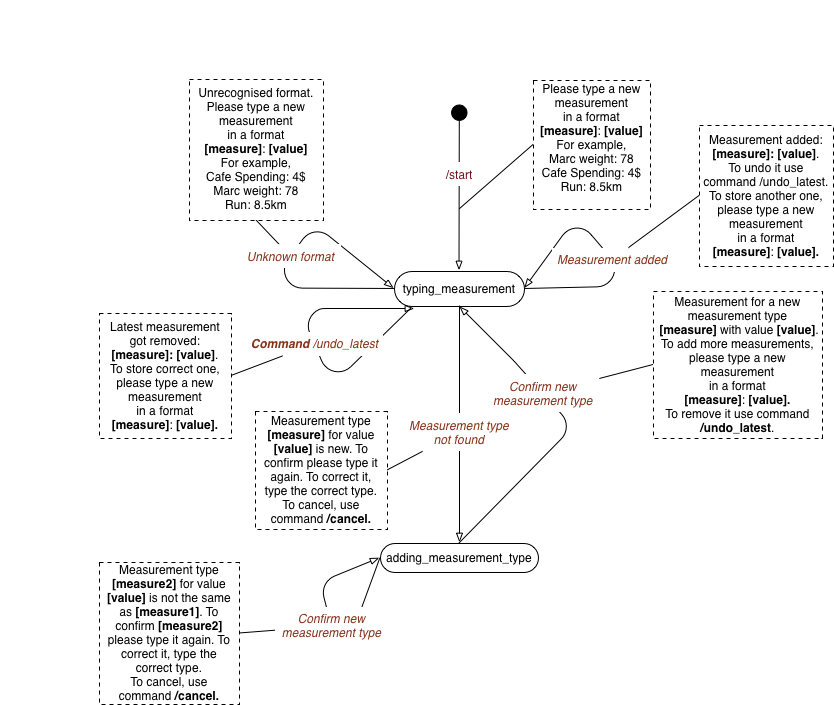 Unrecognised format.
Please type a new
measurement
in a format
[measure]: [value]
For example,
Cafe Spending: 4$
Marc weight: 78
Run: 8.5km
Please type a new
measurement
in a format
[measure]: [value]
For example,
Marc weight: 78
Cafe Spending: 4$
Run: 8.5km
Measurement added:
[measure]: [value].
To undo it use
command /undo_latest.
To store another one,
please type a new
measurement
in a format
[measure]: [value].
/start
Unknown format
Measurement added
typing_measurement
Latest measurement
got removed:
[measure]: [value].
To store correct one,
please type a new
measurement
in a format
[measure]: [value].
Command /undo_latest
Measurement for a new
measurement type
[measure] with value [value].
To add more measurements,
please type a new
measurement
in a format
[measure]: [value].
To remove it use command
/undo_latest.
Confirm new
measurement type
Measurement type
[measure] for value
[value] is new. To
confirm please type it
again. To correct it,
type the correct type.
To cancel, use
command /cancel.
Measurement type
not found
adding_measurement_type
Measurement type
[measure2] for value
[value] is not the same
as [measure1]. To
confirm [measure2]
please type it again. To
correct it, type the
correct type.
To cancel, use
command /cancel.
Confirm new
measurement type